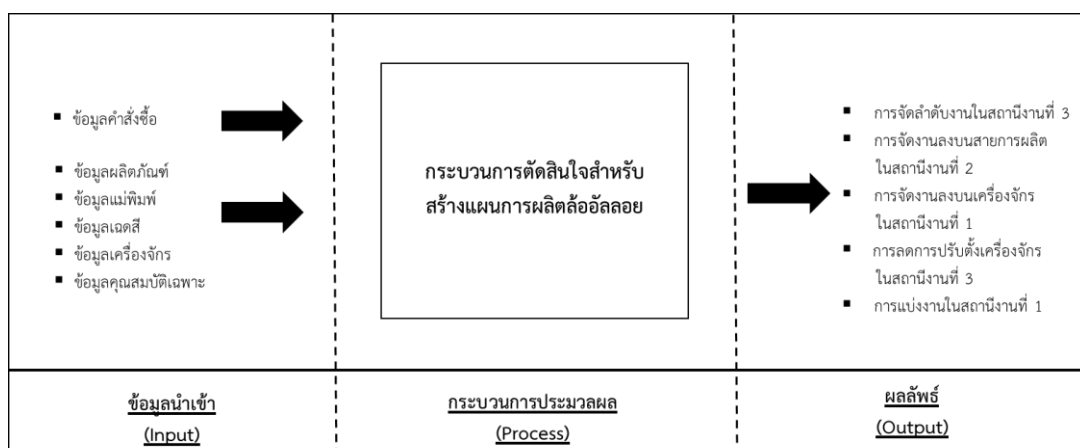 ข้อมูลคำสั่งซื้อ
ข้อมูลผลิตภัณฑ์
ข้อมูลแม่พิมพ์
ข้อมูลเฉดสี
ข้อมูลเครื่องจักร
ข้อมูลคุณสมบัติเฉพาะ
กระบวนการตัดสินใจสำหรับ
สร้างแผนการผลิตล้ออัลลอย
การจัดลำดับงานในสถานีงานที่ 3
การจัดงานลงบนสายการผลิต
ในสถานีงานที่ 2
การจัดงานลงบนเครื่องจักร
ในสถานีงานที่ 1
การลดการปรับตั้งเครื่องจักร
ในสถานีงานที่ 3
การแบ่งงานในสถานีงานที่ 1
ข้อมูลนำเข้า
(Input)
กระบวนการประมวลผล
(Process)
ผลลัพธ์
(Output)